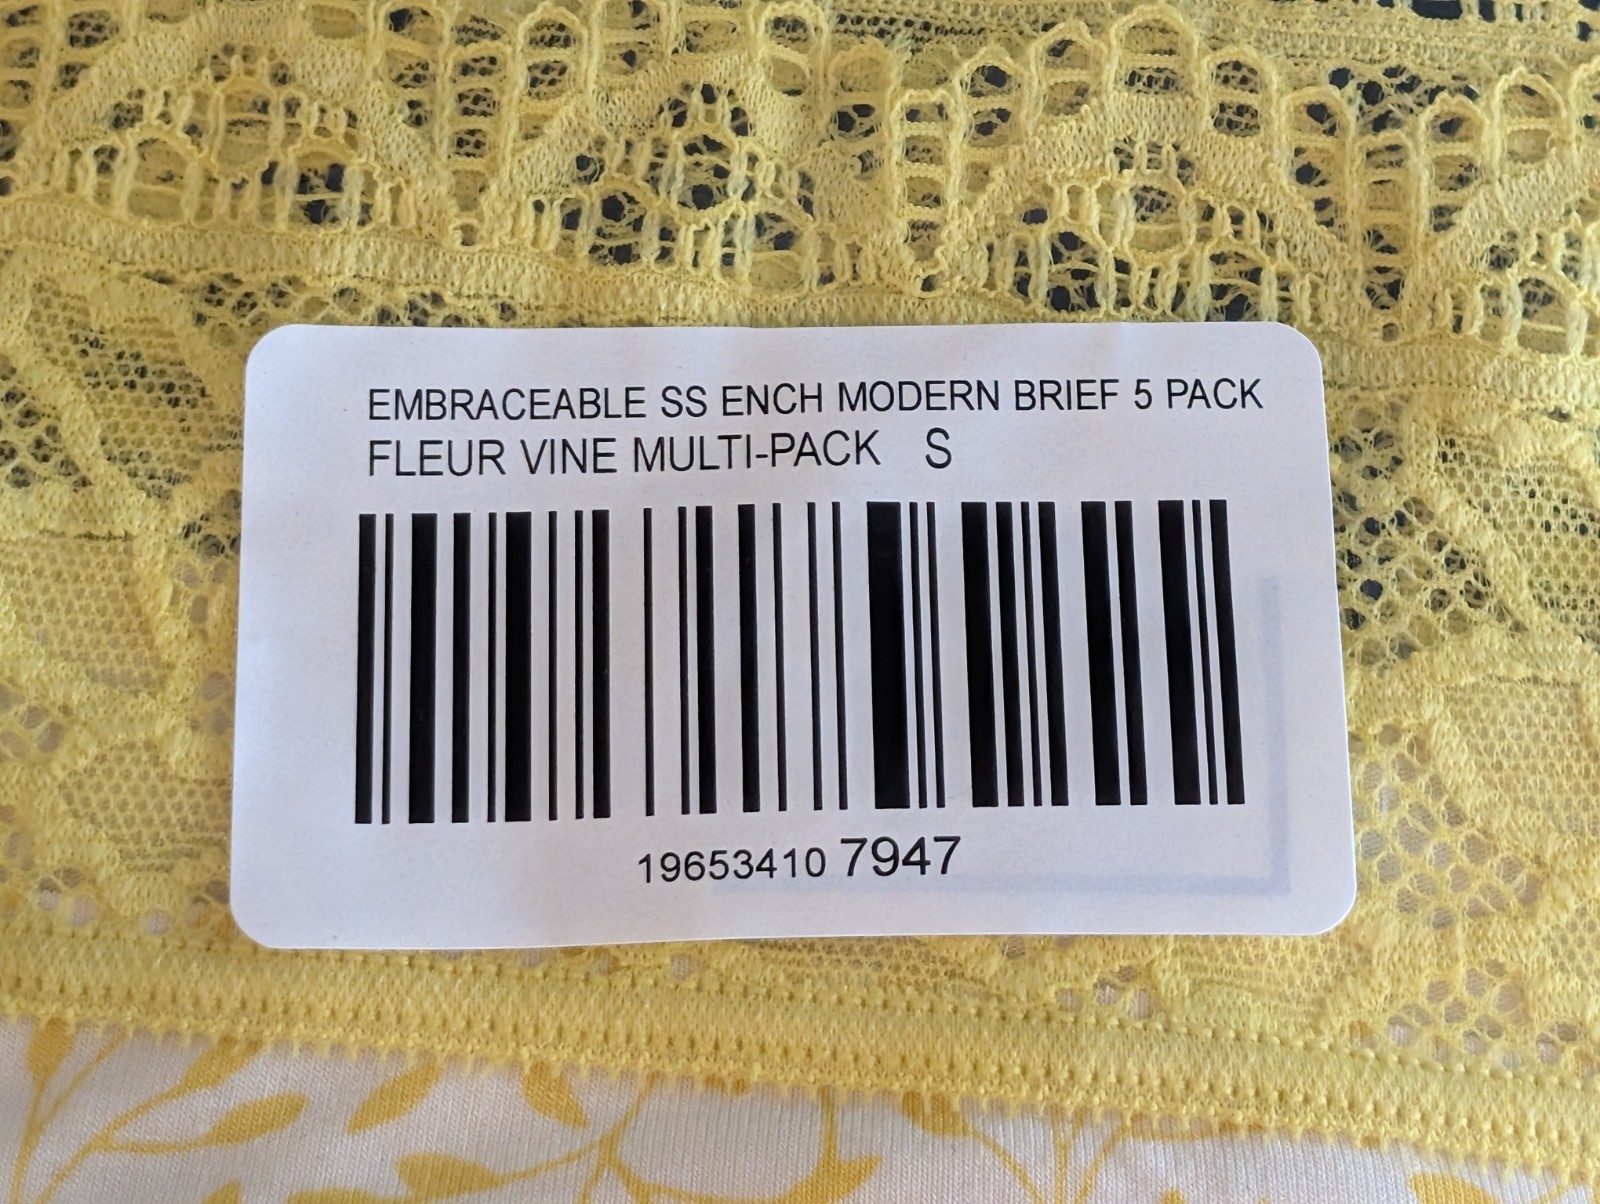 EMBRACEABLE SS ENCH MODERN BRIEF 5 PACK
FLEUR VINE MULTI-PACK S
19653410 7947